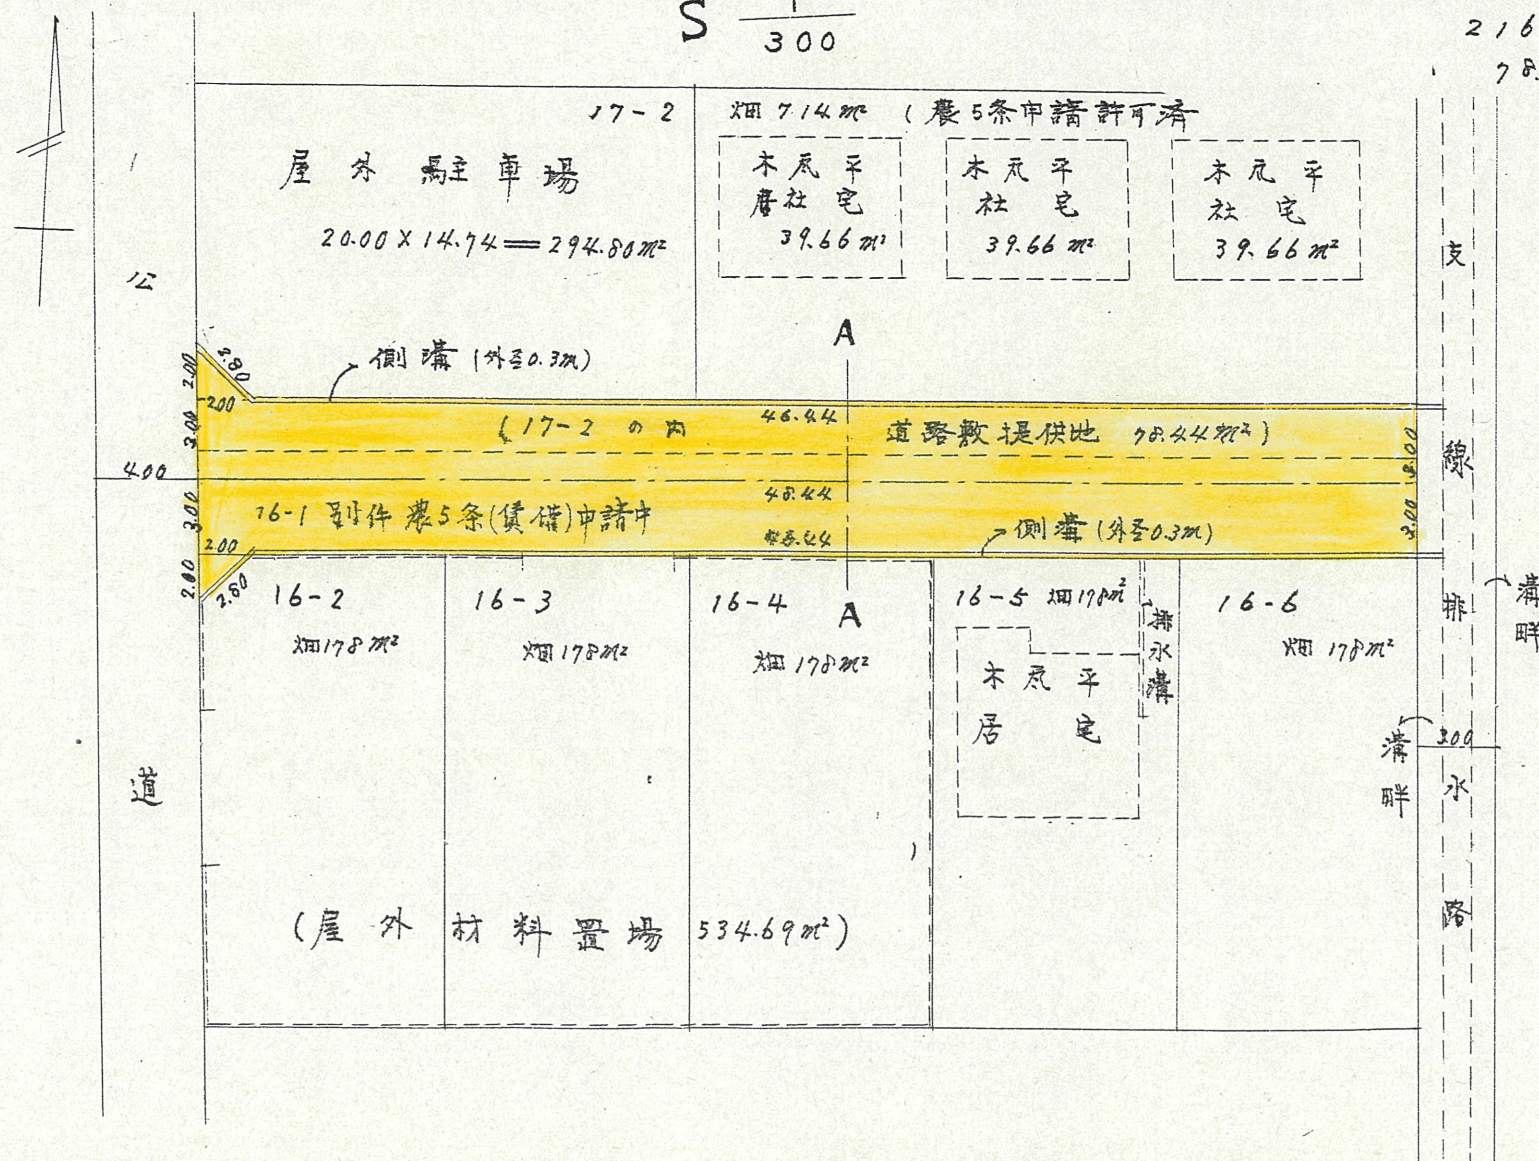 S 1/300
216
78.
17-2 畑 714m² (農5条申請許可済
屋外駐車場
20.00×14.74=294.80m²
木瓦平
社宅
39.66m²
木瓦平
社宅
39.66m²
木瓦平
社宅
39.66m²
公
道
支
線
排
水
路
A
側溝(外巾0.3m)
2.00
2.80
2.00
3.00
(17-2の内
46.44
道路敷提供地 78.44m²)
3.00
4.00
48.44
16-1 別件 農5条(賃借)申請中
3.00
2.00
46.44
側溝(外巾0.3m)
3.00
2.00
2.80
A
16-2
畑178m²
16-3
畑178m²
16-4
畑178m²
16-5 畑178m²
木瓦平
居宅
排水溝
16-6
畑178m²
溝畔
溝畔
3.00
(屋外材料置場 534.69m²)